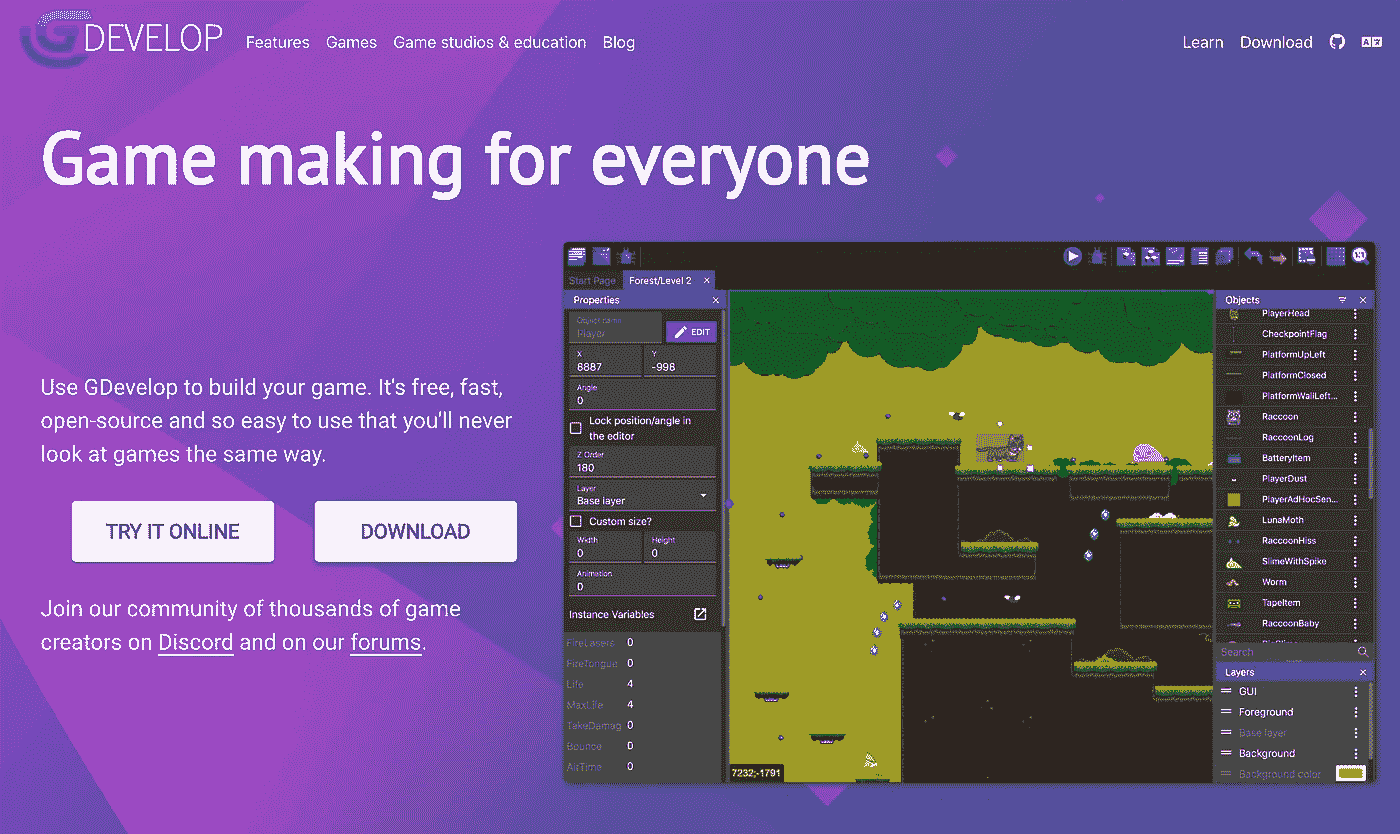 GDEVELOP
Features Games Game studios & education Blog
Learn Download
Game making for everyone
Use GDevelop to build your game. It's free, fast,
open-source and so easy to use that you'll never
look at games the same way.
TRY IT ONLINE
DOWNLOAD
Join our community of thousands of game
creators on Discord and on our forums.
Start Page
Forest/Level 2
Properties
Object name
Player
EDIT
X
8887
Y
-998
Angle
0
Lock position/angle in
the editor
Z Order
180
Layer
Base layer
Custom size?
Width
0
Height
0
Animation
0
Instance Variables
FireLasers 0
FireTongue 0
Life 4
MaxLife 4
TakeDamag 0
Bounce 0
AirTime 0
7232;-1791
Objects
PlayerHead
CheckpointFlag
PlatformUpLeft
PlatformClosed
PlatformWallLeft...
Raccoon
RaccoonLog
BatteryItem
PlayerDust
PlayerAdHocSen...
LunaMoth
RaccoonHiss
SlimeWithSpike
Worm
TapeItem
RaccoonBaby
Search
Layers
GUI
Foreground
Base layer
Background
Background color